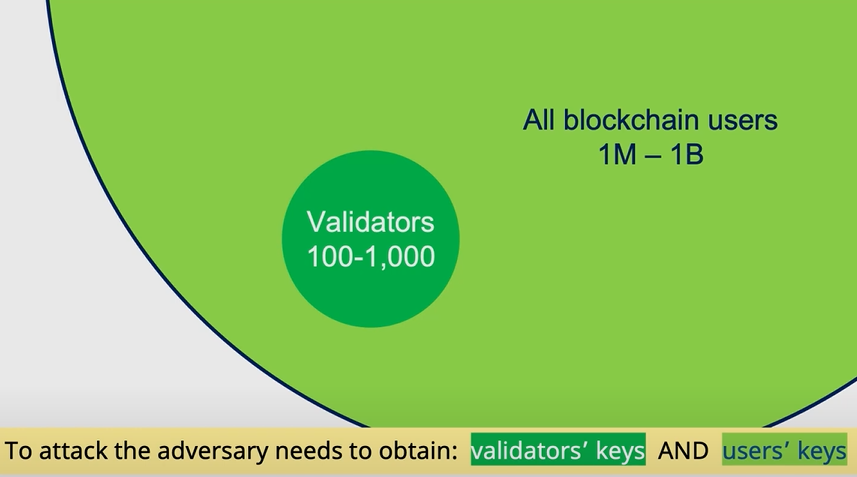 All blockchain users
1M – 1B
Validators
100-1,000
To attack the adversary needs to obtain: validators’ keys AND users’ keys